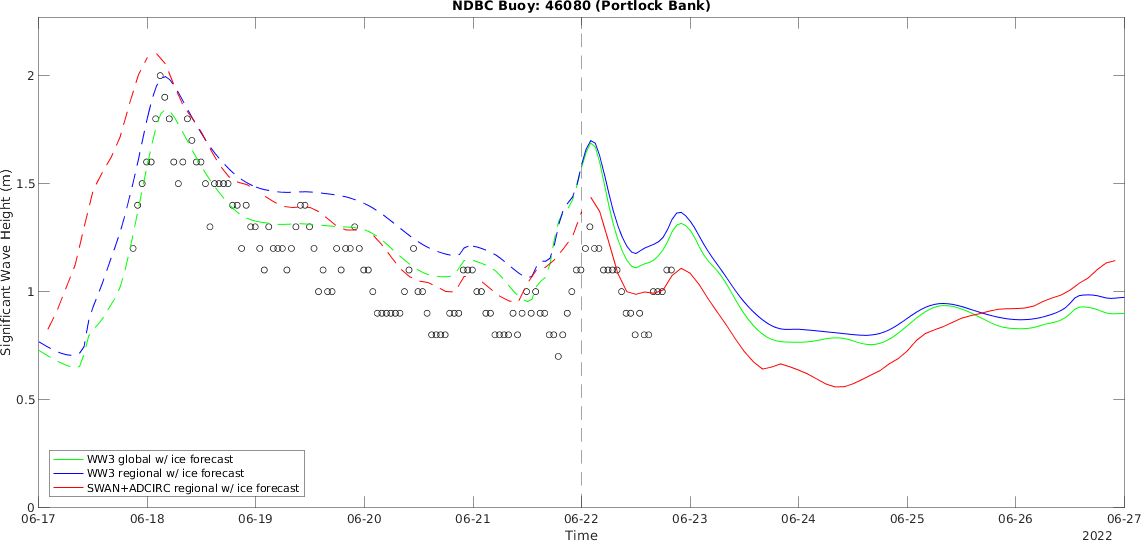 NDBC Buoy: 46080 (Portlock Bank)
2
1.5
1
0.5
0
Significant Wave Height (m)
WW3 global w/ ice forecast
WW3 regional w/ ice forecast
SWAN+ADCIRC regional w/ ice forecast
06-17 06-18 06-19 06-20 06-21 06-22 06-23 06-24 06-25 06-26 06-27
Time
2022